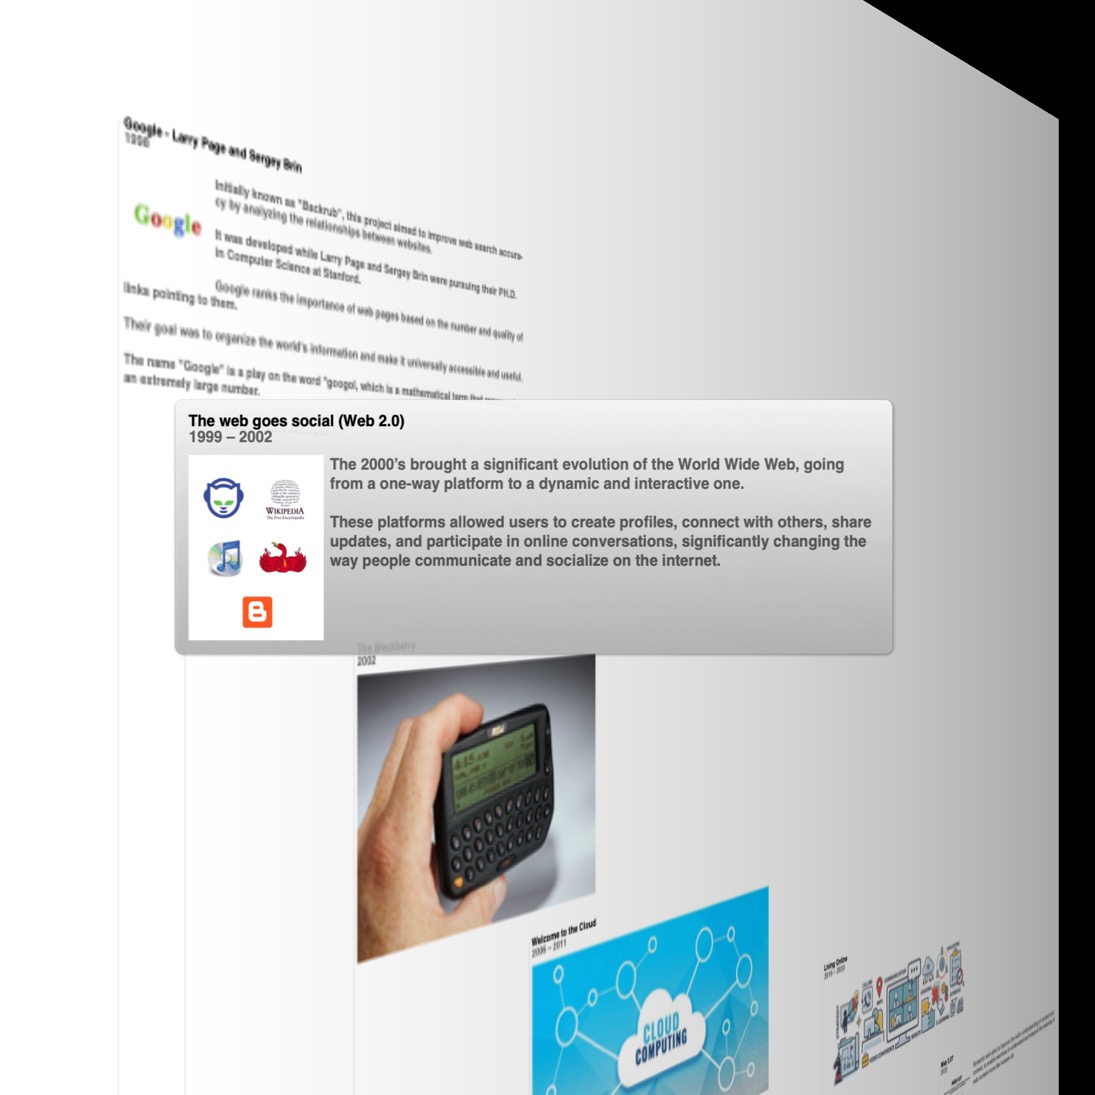 Google - Larry Page and Sergey Brin
1996
Initially known as "Backrub", this project aimed to improve web search accura-
cy by analyzing the relationships between websites.
Google
It was developed while Larry Page and Sergey Brin were pursuing their PH.D.
in Computer Science at Stanford.
Google ranks the importance of web pages based on the number and quality of
links pointing to them.
Their goal was to organize the world's information and make it universally accessible and useful.
The name "Google" is a play on the word "googol, which is a mathematical term that
an extremely large number.
The web goes social (Web 2.0)
1999 – 2002
The 2000's brought a significant evolution of the World Wide Web, going
from a one-way platform to a dynamic and interactive one.
WIKIPEDIA
The Free Encyclopedia
These platforms allowed users to create profiles, connect with others, share
updates, and participate in online conversations, significantly changing the
way people communicate and socialize on the internet.
The Blackberry
2002
4:15 AM
Welcome to the Cloud
2006 – 2011
CLOUD
COMPUTING
Living Online